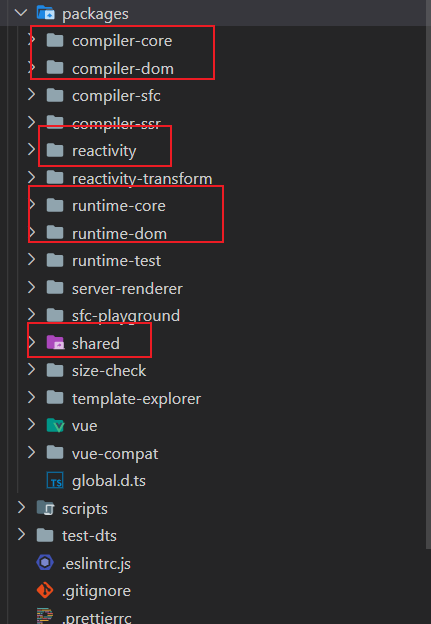 packages
compiler-core
compiler-dom
compiler-sfc
compiler-ssr
reactivity
reactivity-transform
runtime-core
runtime-dom
runtime-test
server-renderer
sfc-playground
shared
size-check
template-explorer
vue
vue-compat
TS global.d.ts
scripts
test-dts
.eslintrc.js
.gitignore
.prettierrc